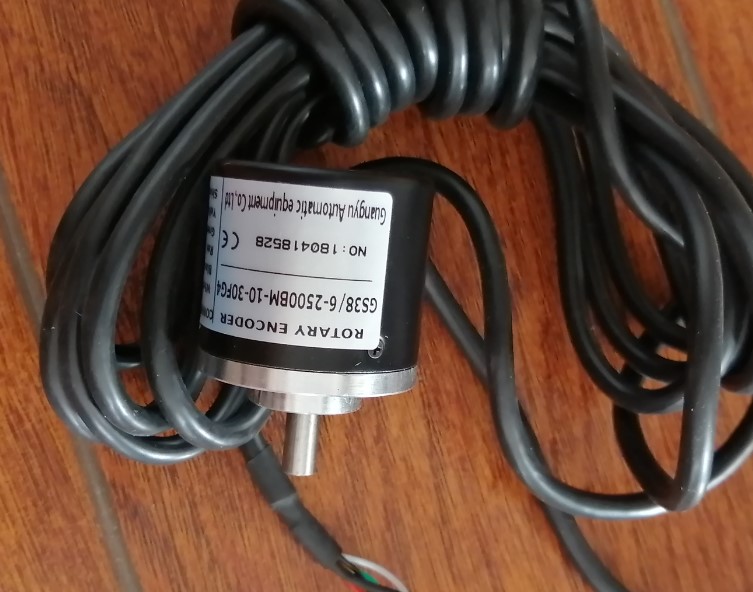 ROTARY ENCODER
GS38/6-2500BM-10-30FG4
NO:180418528
CE
Guangyu Automatic equipment Co.,Ltd